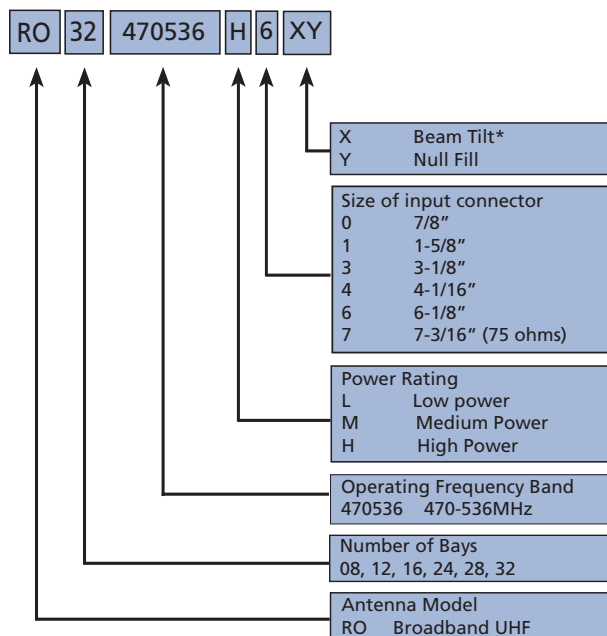 RO 32 470536 H 6 XY
X Beam Tilt*
Y Null Fill
Size of input connector
0 7/8”
1 1-5/8”
3 3-1/8”
4 4-1/16”
6 6-1/8”
7 7-3/16“ (75 ohms)
Power Rating
L Low power
M Medium Power
H High Power
Operating Frequency Band
470536 470-536MHz
Number of Bays
08, 12, 16, 24, 28, 32
Antenna Model
RO Broadband UHF